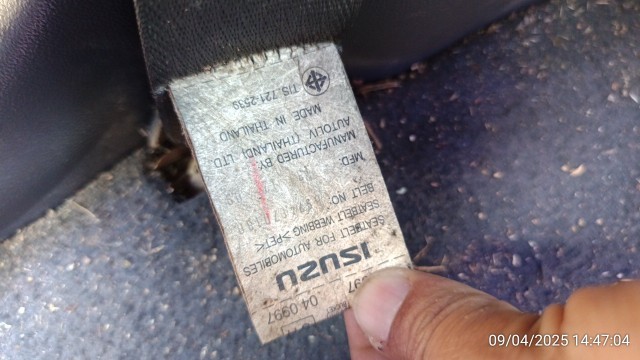 04 0997
ISUZU
SEATBELT FOR AUTOMOBILES
SEATBELT WEBBING >PET<
BELT NO.
MFD.
MANUFACTURED BY:
AUTOLIV (THAILAND) LTD
MADE IN THAILAND
TIS 721-2539
09/04/2025 14:47:04